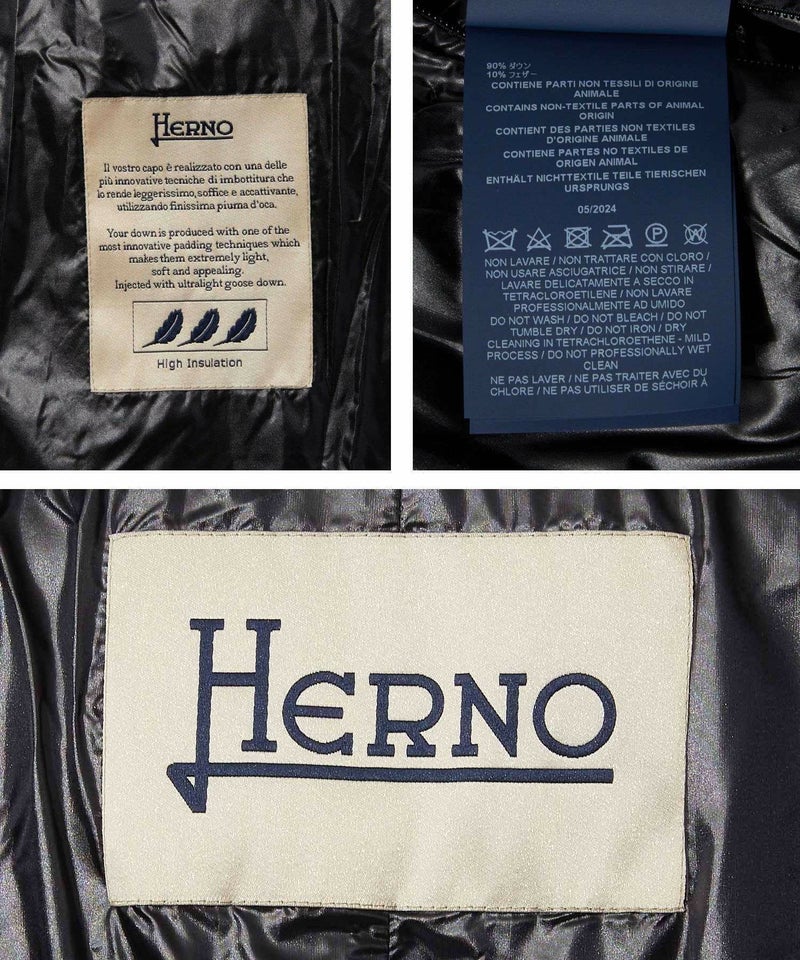 HERNO
Il vostro capo è realizzato con una delle
più innovative tecniche di imbottitura che
lo rende leggerissimo, soffice e accattivante,
utilizzando finissima piuma d'oca.
Your down is produced with one of the
most innovative padding techniques which
makes them extremely light,
soft and appealing.
Injected with ultralight goose down.
High Insulation
90% ダウン
10% フェザー
CONTIENE PARTI NON TESSILI DI ORIGINE
ANIMALE
CONTAINS NON-TEXTILE PARTS OF ANIMAL
ORIGIN
CONTIENT DES PARTIES NON TEXTILES
D'ORIGINE ANIMALE
CONTIENE PARTES NO TEXTILES DE
ORIGEN ANIMAL
ENTHÄLT NICHTTEXTILE TEILE TIERISCHEN
URSPRUNGS
05/2024
NON LAVARE / NON TRATTARE CON CLORO /
NON USARE ASCIUGATRICE / NON STIRARE /
LAVARE DELICATAMENTE A SECCO IN
TETRACLOROETILENE / NON LAVARE
PROFESSIONALMENTE AD UMIDO
DO NOT WASH / DO NOT BLEACH / DO NOT
TUMBLE DRY / DO NOT IRON / DRY
CLEANING IN TETRACHLOROETHENE - MILD
PROCESS / DO NOT PROFESSIONALLY WET
CLEAN
NE PAS LAVER / NE PAS TRAITER AVEC DU
CHLORE / NE PAS UTILISER DE SÉCHOIR À
HERNO